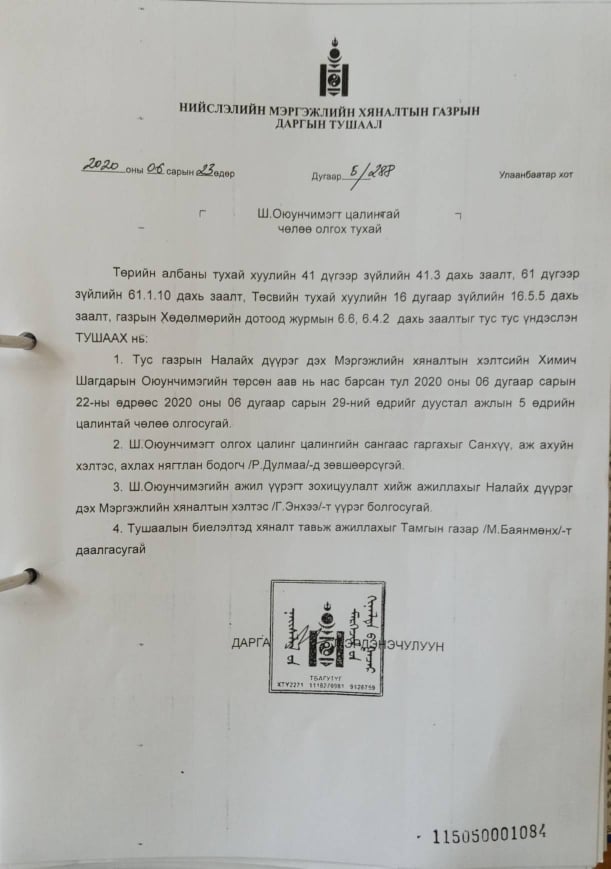 НИЙСЛЭЛИЙН МЭРГЭЖЛИЙН ХЯНАЛТЫН ГАЗРЫН
ДАРГЫН ТУШААЛ
2020 оны 06 сарын 23 өдөр Дугаар Б/288 Улаанбаатар хот
Ш.Оюунчимэгт цалинтай
чөлөө олгох тухай
Төрийн албаны тухай хуулийн 41 дүгээр зүйлийн 41.3 дахь заалт, 61 дүгээр
зүйлийн 61.1.10 дахь заалт, Төсвийн тухай хуулийн 16 дугаар зүйлийн 16.5.5 дахь
заалт, газрын Хөдөлмөрийн дотоод журмын 6.6, 6.4.2 дахь заалтыг тус тус үндэслэн
ТУШААХ нь:
1. Тус газрын Налайх дүүрэг дэх Мэргэжлийн хяналтын хэлтсийн Химич
Шагдарын Оюунчимэгийн төрсөн аав нь нас барсан тул 2020 оны 06 дугаар сарын
22-ны өдрөөс 2020 оны 06 дугаар сарын 29-ний өдрийг дуустал ажлын 5 өдрийн
цалинтай чөлөө олгосугай.
2. Ш.Оюунчимэгт олгох цалинг цалингийн сангаас гаргахыг Санхүү, аж ахуйн
хэлтэс, ахлах нягтлан бодогч /Р.Дулмаа/-д зөвшөөрсүгэй.
3. Ш.Оюунчимэгийн ажил үүрэгт зохицуулалт хийж ажиллахыг Налайх дүүрэг
дэх Мэргэжлийн хяналтын хэлтэс /Г.Энхээ/-т үүрэг болгосугай.
4. Тушаалын биелэлтэд хяналт тавьж ажиллахыг Тамгын газар /М.Баянмөнх/-т
даалгасугай
ДАРГА ЭРДЭНЭЧУЛУУН
ТБАГУТУГ
ХТҮ2271 1118270981 9126759
115050001084